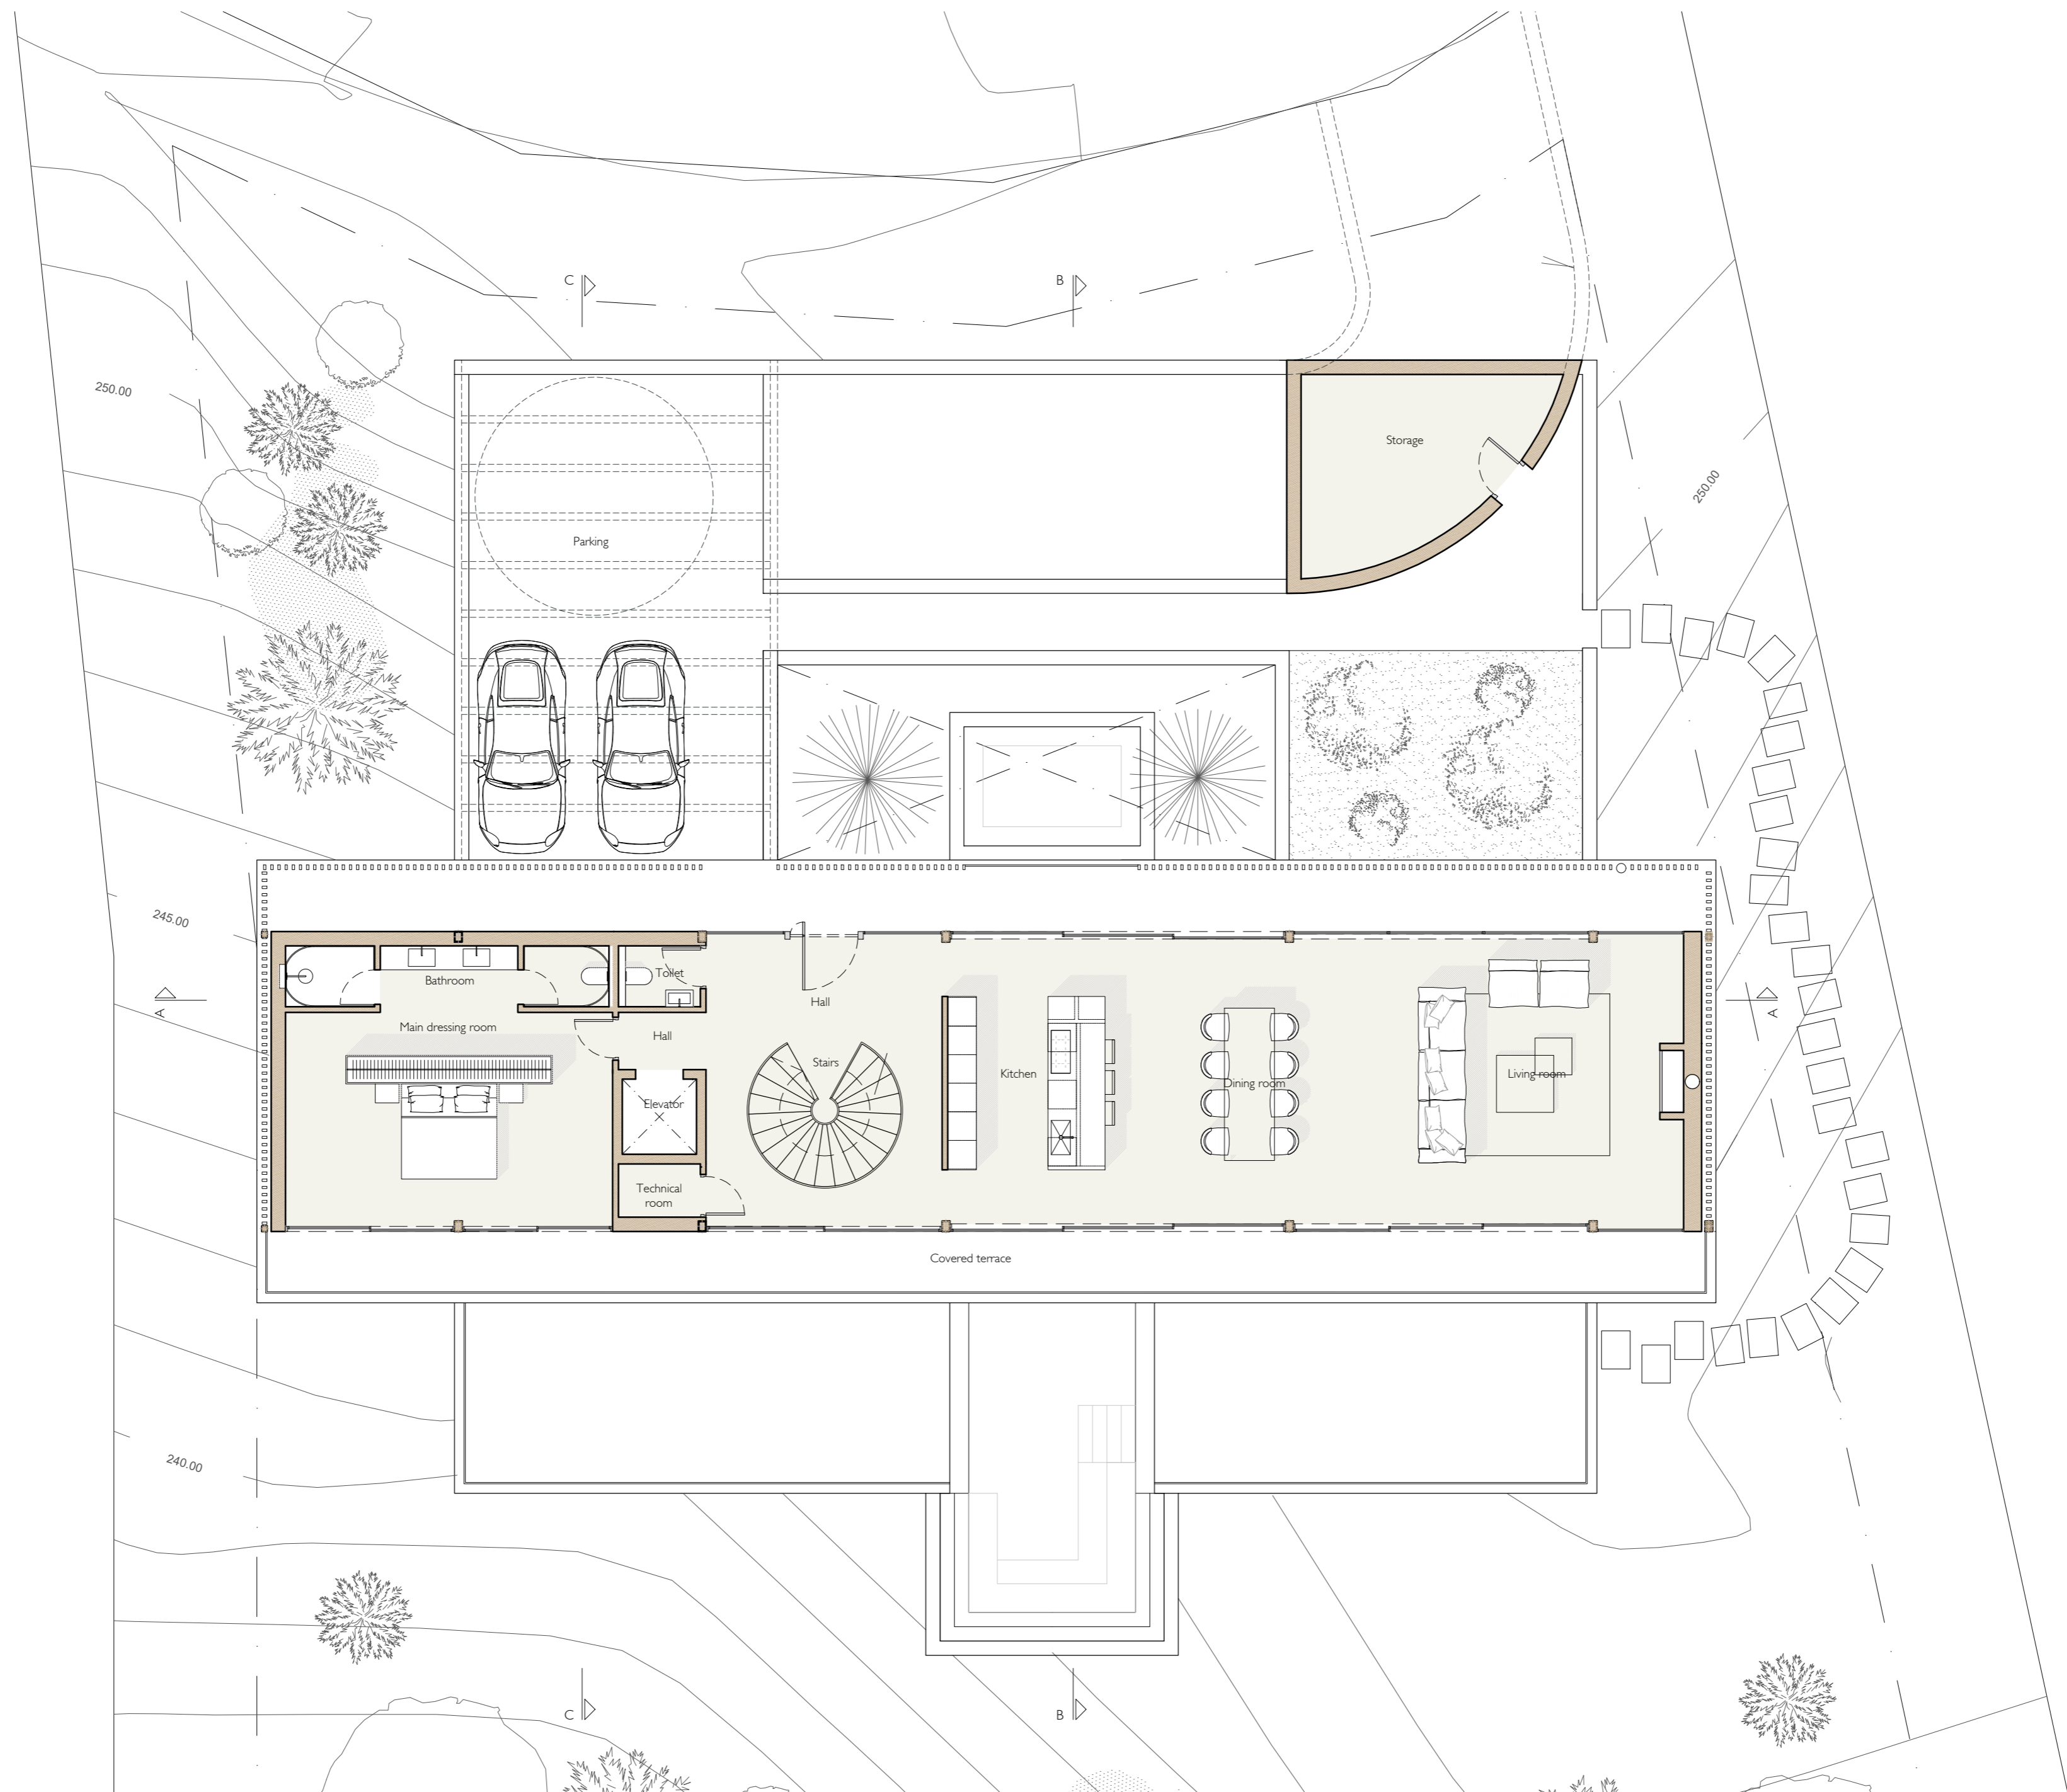 C
B
250.00
Storage
250.00
Parking
245.00
Toilet
Bathroom
Hall
A
A
Main dressing room
Hall
Stairs
Kitchen
Living room
Dining room
Elevator
Technical
room
Covered terrace
240.00
C
B